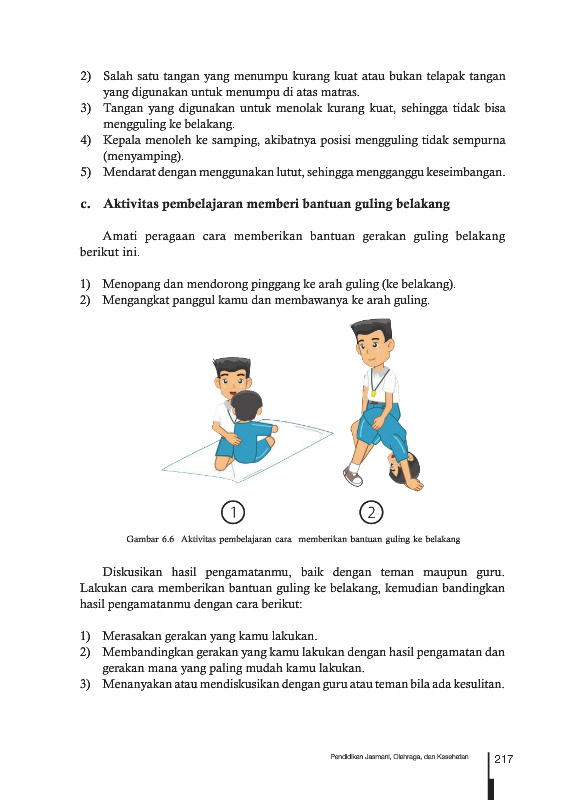 2) Salah satu tangan yang menumpu kurang kuat atau bukan telapak tangan
yang digunakan untuk menumpu di atas matras.
3) Tangan yang digunakan untuk menolak kurang kuat, sehingga tidak bisa
mengguling ke belakang.
4) Kepala menoleh ke samping, akibatnya posisi mengguling tidak sempurna
(menyamping).
5) Mendarat dengan menggunakan lutut, sehingga mengganggu keseimbangan.
c. Aktivitas pembelajaran memberi bantuan guling belakang
Amati peragaan cara memberikan bantuan gerakan guling belakang
berikut ini.
1) Menopang dan mendorong pinggang ke arah guling (ke belakang).
2) Mengangkat panggul kamu dan membawanya ke arah guling.
1 2
Gambar 6.6 Aktivitas pembelajaran cara memberikan bantuan guling ke belakang
Diskusikan hasil pengamatanmu, baik dengan teman maupun guru.
Lakukan cara memberikan bantuan guling ke belakang, kemudian bandingkan
hasil pengamatanmu dengan cara berikut:
1) Merasakan gerakan yang kamu lakukan.
2) Membandingkan gerakan yang kamu lakukan dengan hasil pengamatan dan
gerakan mana yang paling mudah kamu lakukan.
3) Menanyakan atau mendiskusikan dengan guru atau teman bila ada kesulitan.
Pendidikan Jasmani, Olahraga, dan Kesehatan 217